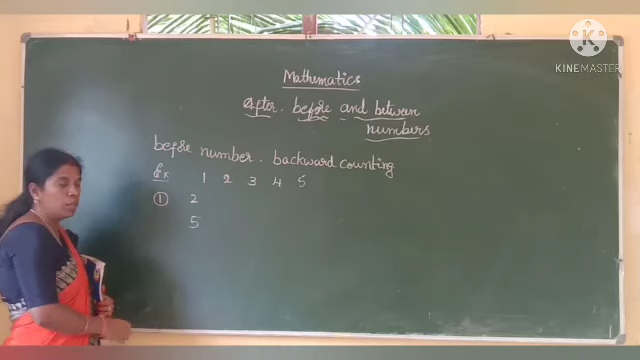 KINEMASTER
Mathematics
After. before and between
numbers
before number. backward counting
Ex 1 2 3 4 5
① 2
5